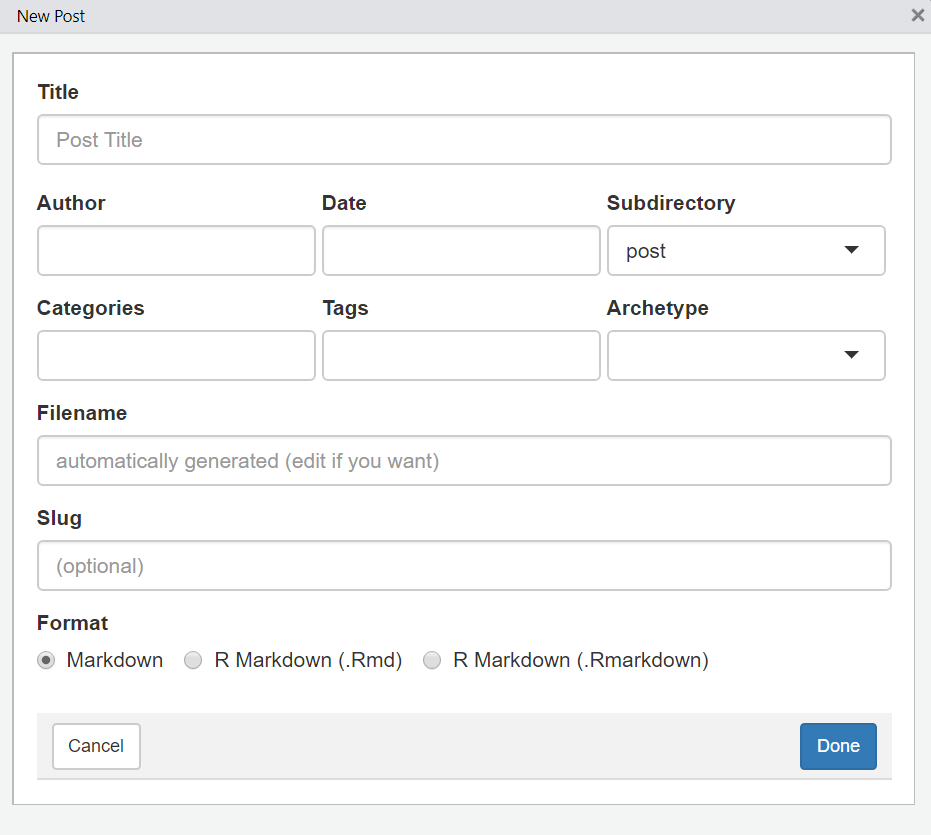 New Post
Title
Post Title
Author Date Subdirectory
post
Categories Tags Archetype
Filename
automatically generated (edit if you want)
Slug
(optional)
Format
Markdown R Markdown (.Rmd) R Markdown (.Rmarkdown)
Cancel Done